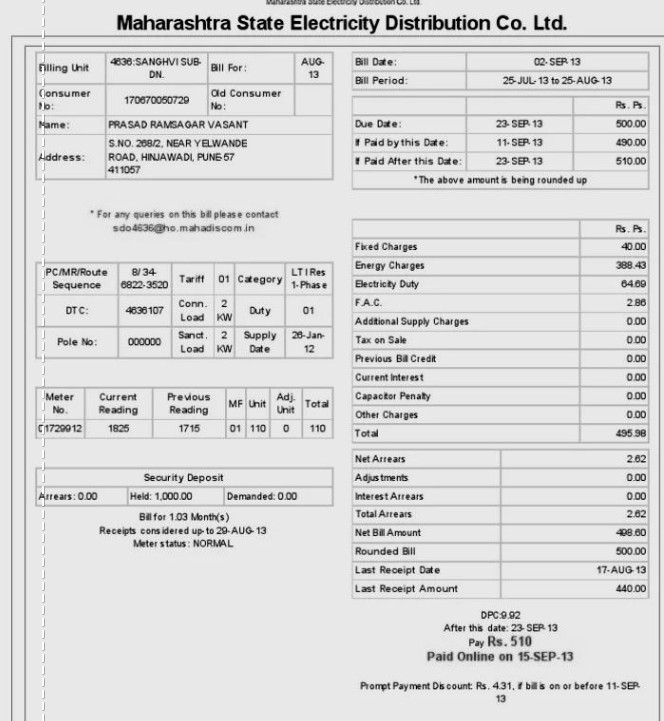 Maharashtra State Electricity Distribution Co. Ltd.
Maharashtra State Electricity Distribution Co. Ltd.
Billing Unit 4636:SANGHVI SUB-DN. Bill For: AUG-13
Consumer No: 170670050729 Old Consumer No:
Name: PRASAD RAMSAGAR VASANT
Address: S.NO. 268/2, NEAR YELWANDE
ROAD, HINJAWADI, PUNE-57
411057
* For any queries on this bill please contact
sdo4636@ho.mahadiscom.in
PC/MR/Route Sequence 8/ 34-6822-3520 Tariff 01 Category LT I Res 1-Phase
DTC: 4636107 Conn. Load 2 KW Duty 01
Pole No: 000000 Sanct. Load 2 KW Supply Date 26-Jan-12
Meter No. Current Reading Previous Reading MF Unit Adj. Unit Total
01729912 1825 1715 01 110 0 110
Security Deposit
Arrears: 0.00 Held: 1,000.00 Demanded: 0.00
Bill for 1.03 Month(s)
Receipts considered up-to 29-AUG-13
Meter status: NORMAL
Bill Date: 02-SEP-13
Bill Period: 25-JUL-13 to 25-AUG-13
Rs. Ps.
Due Date: 23-SEP-13 500.00
If Paid by this Date: 11-SEP-13 490.00
If Paid After this Date: 23-SEP-13 510.00
*The above amount is being rounded up
Rs. Ps.
Fixed Charges 40.00
Energy Charges 388.43
Electricity Duty 64.69
F.A.C. 2.86
Additional Supply Charges 0.00
Tax on Sale 0.00
Previous Bill Credit 0.00
Current Interest 0.00
Capacitor Penalty 0.00
Other Charges 0.00
Total 495.98
Net Arrears 2.62
Adjustments 0.00
Interest Arrears 0.00
Total Arrears 2.62
Net Bill Amount 498.60
Rounded Bill 500.00
Last Receipt Date 17-AUG-13
Last Receipt Amount 440.00
DPC:9.92
After this date: 23-SEP-13
Pay Rs. 510
Paid Online on 15-SEP-13
Prompt Payment Discount: Rs. 4.31, if bill is on or before 11-SEP-
13